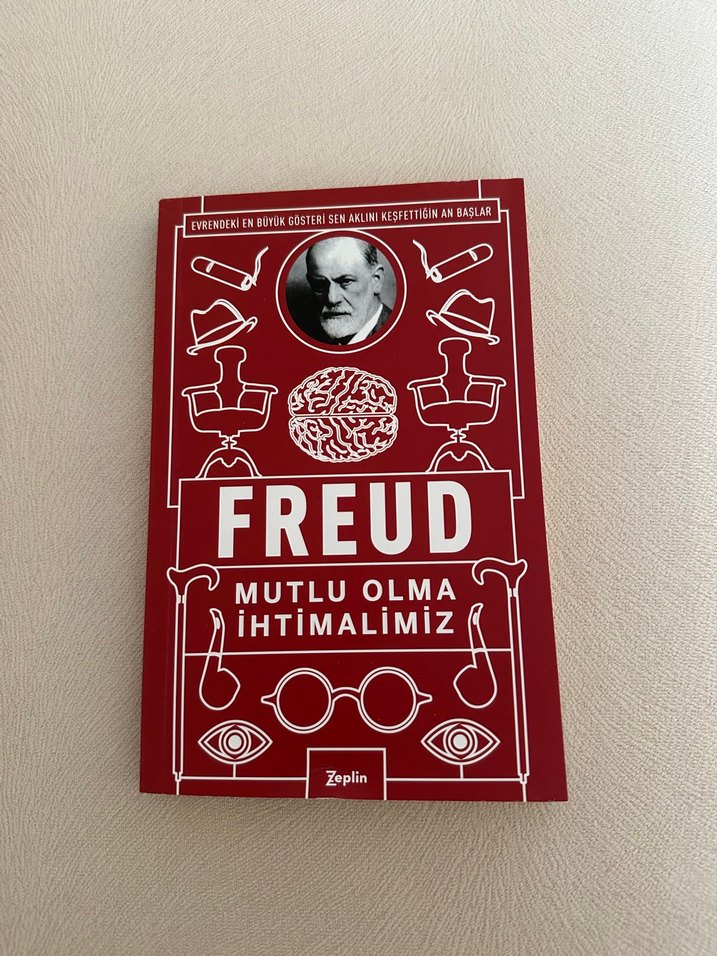 EVRENDEKİ EN BÜYÜK GÖSTERİ SEN AKLINI KEŞFETTİĞİN AN BAŞLAR
FREUD
MUTLU OLMA
İHTİMALİMİZ
Zeplin